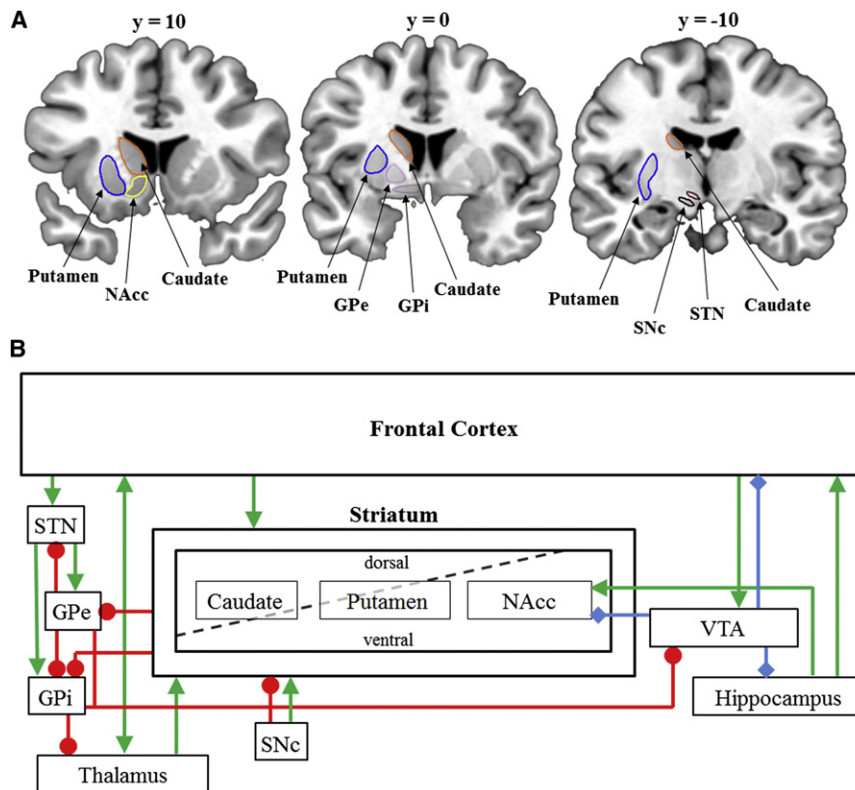 A
y = 10
y = 0
y = -10
Putamen
NAcc
Caudate
Putamen
GPe
GPi
Caudate
Putamen
SNc
STN
Caudate
B
Frontal Cortex
Striatum
STN
dorsal
GPe
Caudate
Putamen
NAcc
VTA
ventral
GPi
Hippocampus
SNc
Thalamus